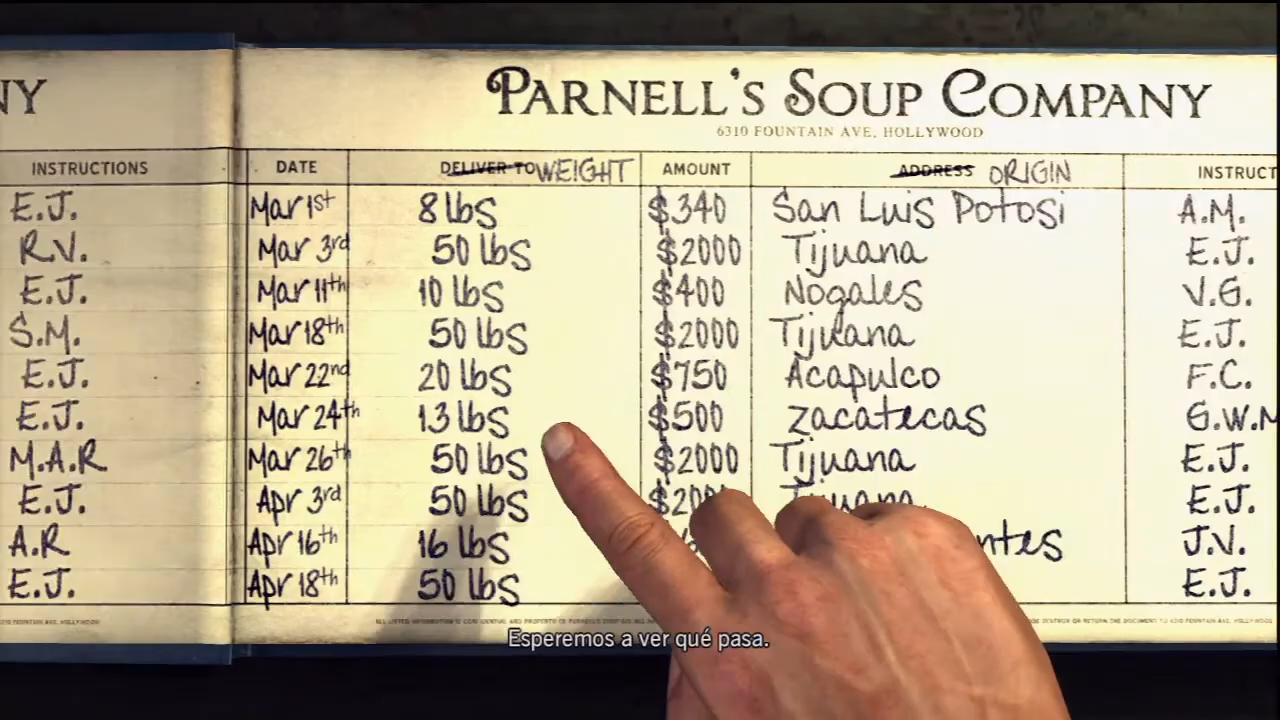 NY PARNELL'S SOUP COMPANY
6310 FOUNTAIN AVE, HOLLYWOOD
INSTRUCTIONS DATE DELIVER TO WEIGHT AMOUNT ADDRESS ORIGIN INSTRUCT
E.J. Mar 1st 8 lbs $340 San Luis Potosi A.M.
R.V. Mar 3rd 50 lbs $2000 Tijuana E.J.
E.J. Mar 11th 10 lbs $400 Nogales V.G.
S.M. Mar 18th 50 lbs $2000 Tijuana E.J.
E.J. Mar 22nd 20 lbs $750 Acapulco F.C.
E.J. Mar 24th 13 lbs $500 Zacatecas G.W.M
M.A.R Mar 26th 50 lbs $2000 Tijuana E.J.
E.J. Apr 3rd 50 lbs $200 E.J.
A.R Apr 16th 16 lbs ntes J.V.
E.J. Apr 18th 50 lbs E.J.
Esperemos a ver qué pasa.